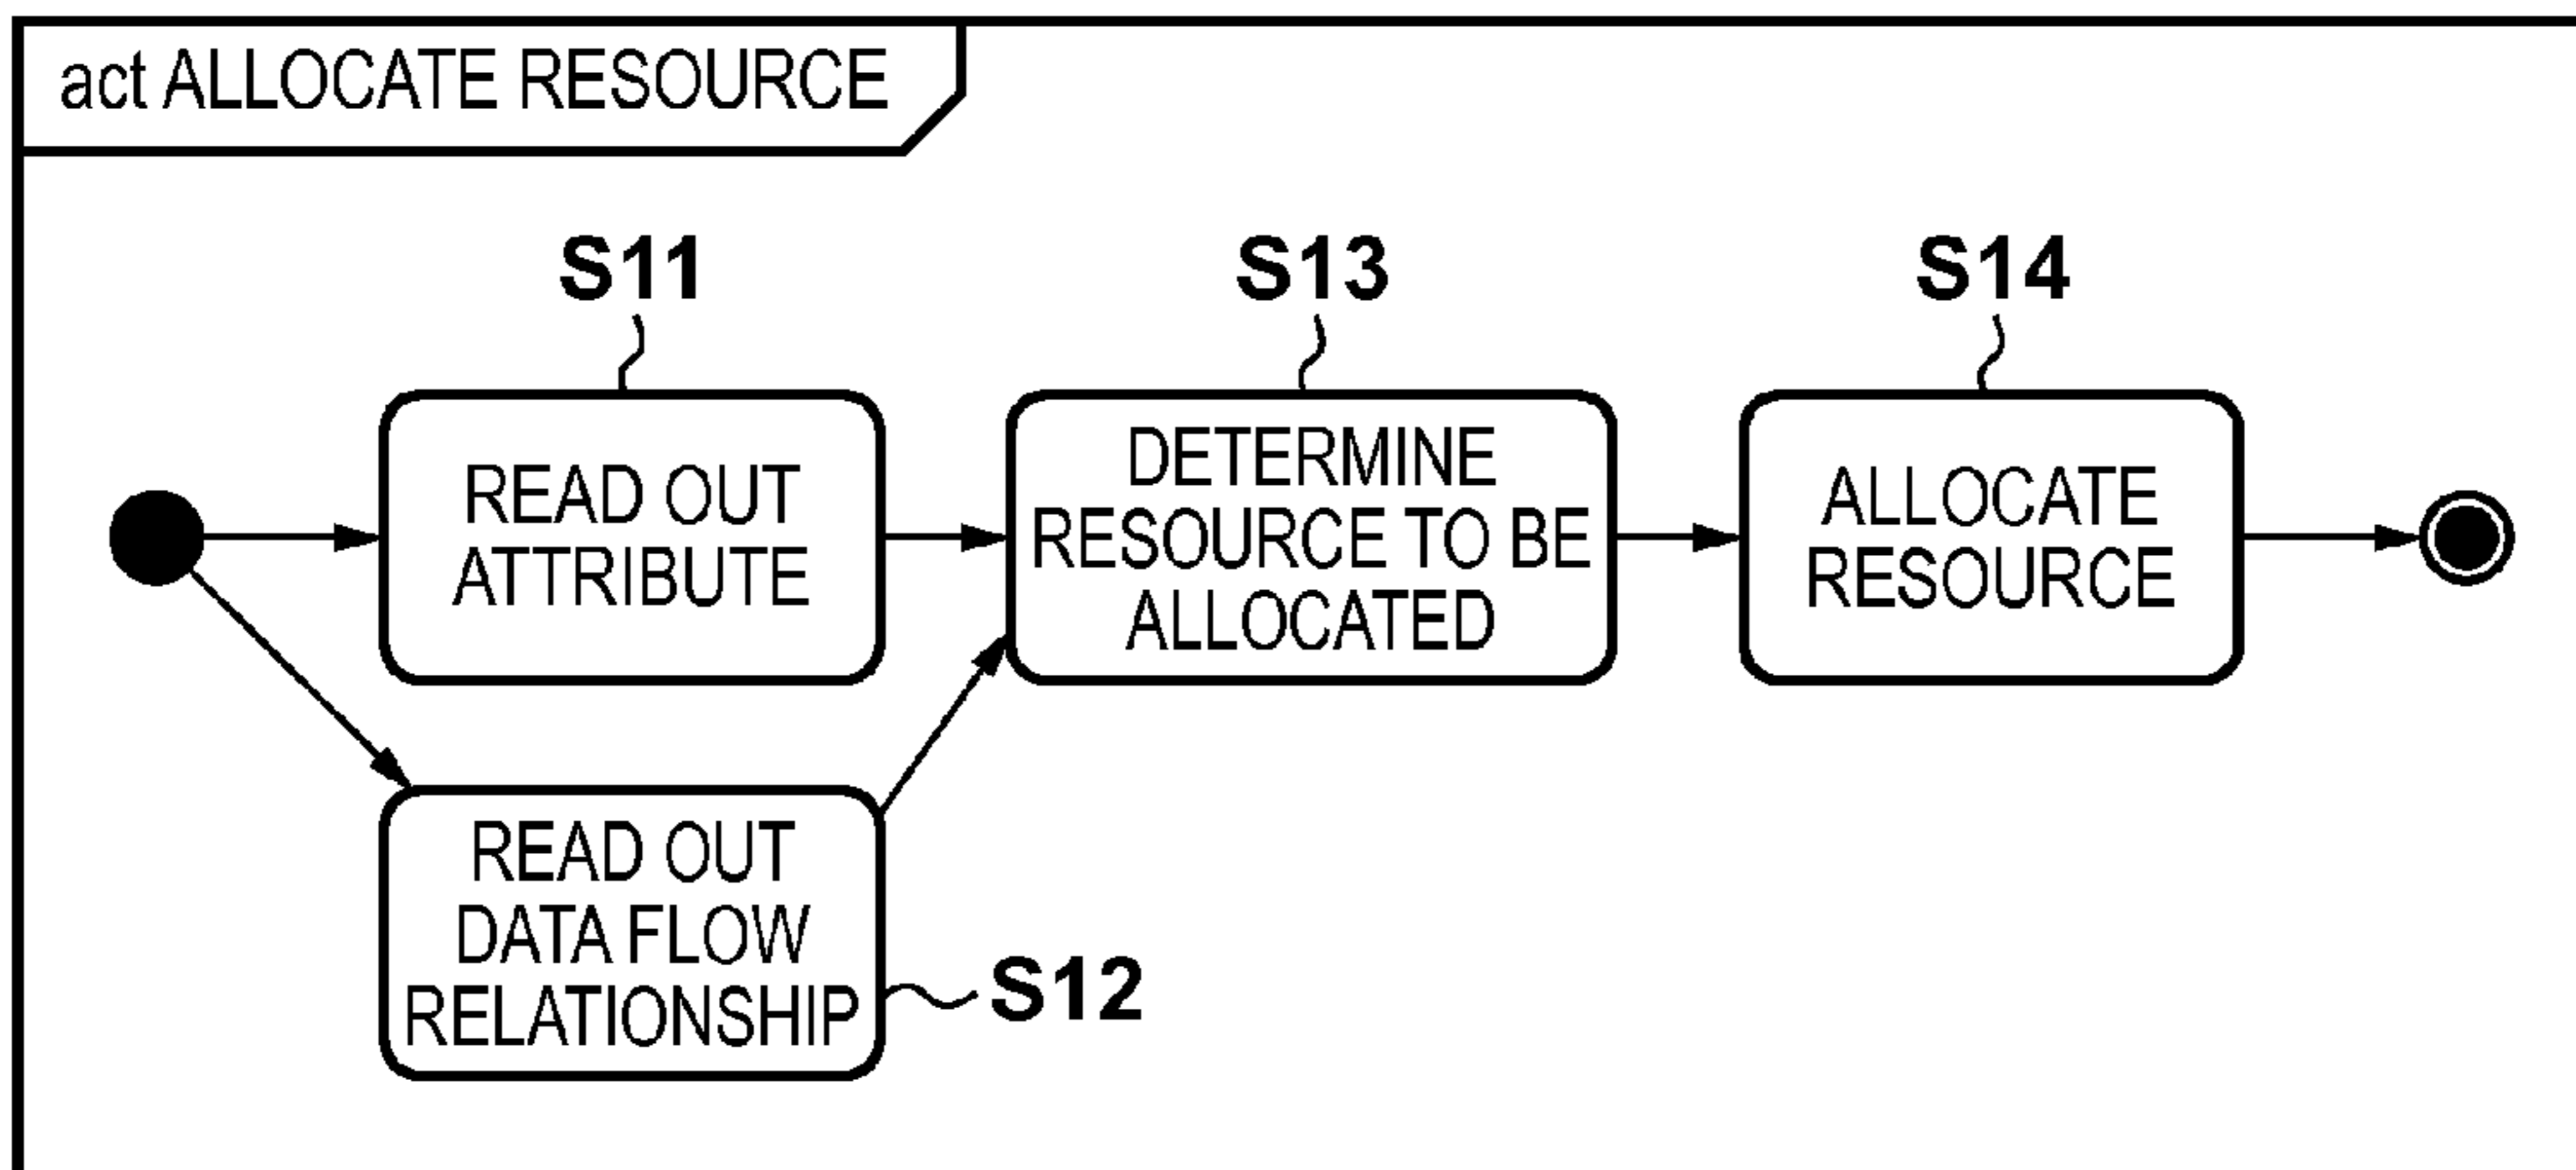 act ALLOCATE RESOURCE
S11
S13
S14
READ OUT
ATTRIBUTE
DETERMINE
RESOURCE TO BE
ALLOCATED
ALLOCATE
RESOURCE
READ OUT
DATA FLOW
RELATIONSHIP
S12